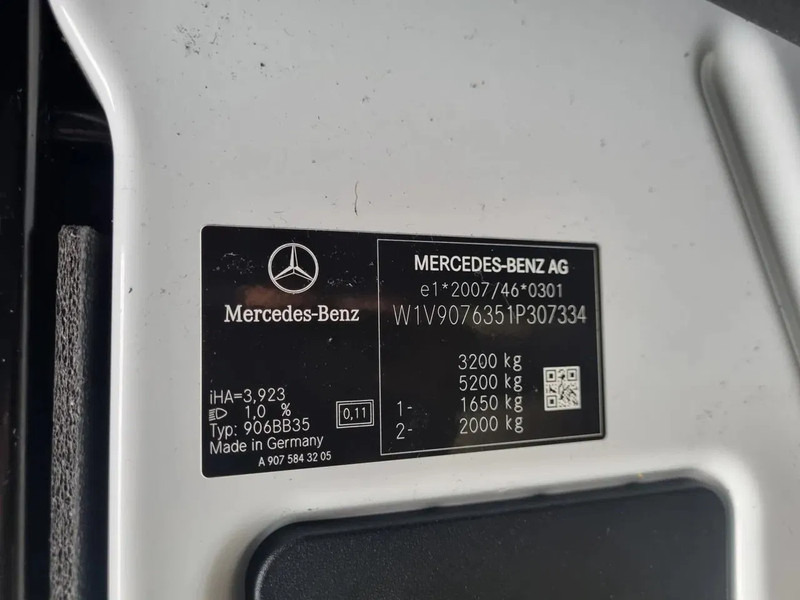 Mercedes-Benz
iHA=3,923
1,0 %
0,11
Typ: 906BB35
Made in Germany
A 907 584 32 05
MERCEDES-BENZ AG
e1*2007/46*0301
W1V9076351P307334
3200 kg
5200 kg
1- 1650 kg
2- 2000 kg